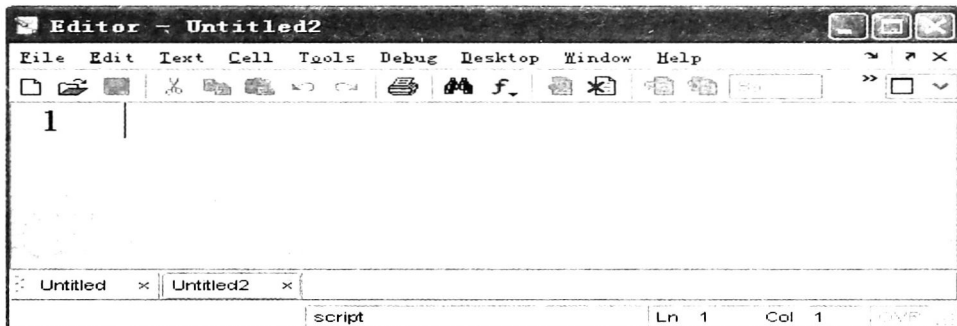 Editor - Untitled2
File Edit Text Cell Tools Debug Desktop Window Help
1
Untitled × Untitled2 ×
script Ln 1 Col 1 OVR